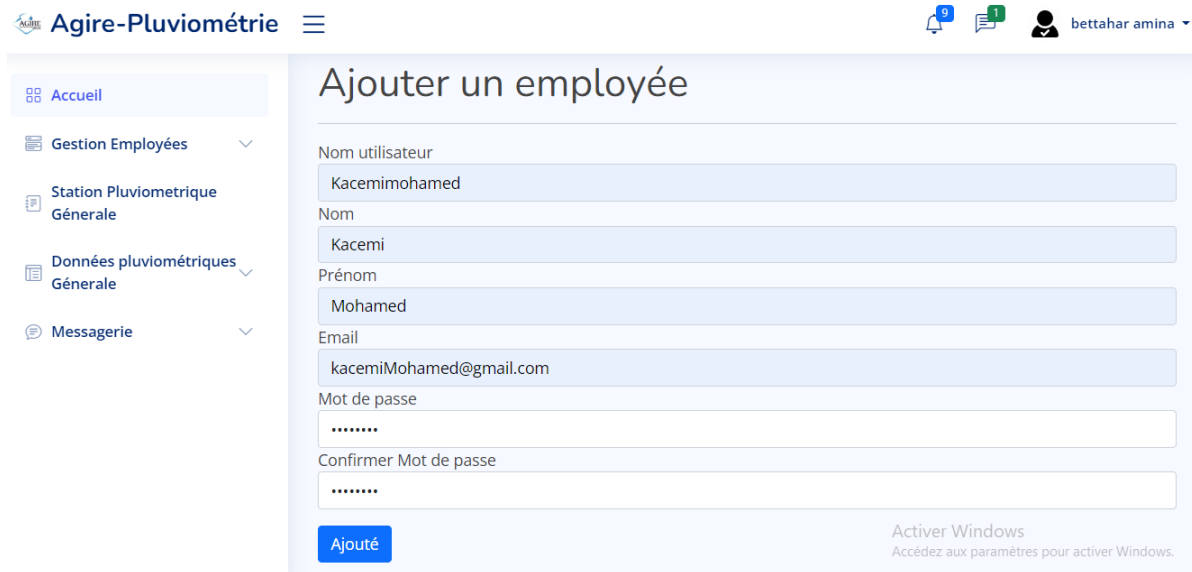 AGIRE Agire-Pluviométrie 9 1 bettahar amina
Accueil
Gestion Employées
Station Pluviometrique
Génerale
Données pluviométriques
Génerale
Messagerie
Ajouter un employée
Nom utilisateur
Kacemimohamed
Nom
Kacemi
Prénom
Mohamed
Email
kacemiMohamed@gmail.com
Mot de passe
••••••••
Confirmer Mot de passe
••••••••
Ajouté
Activer Windows
Accédez aux paramètres pour activer Windows.